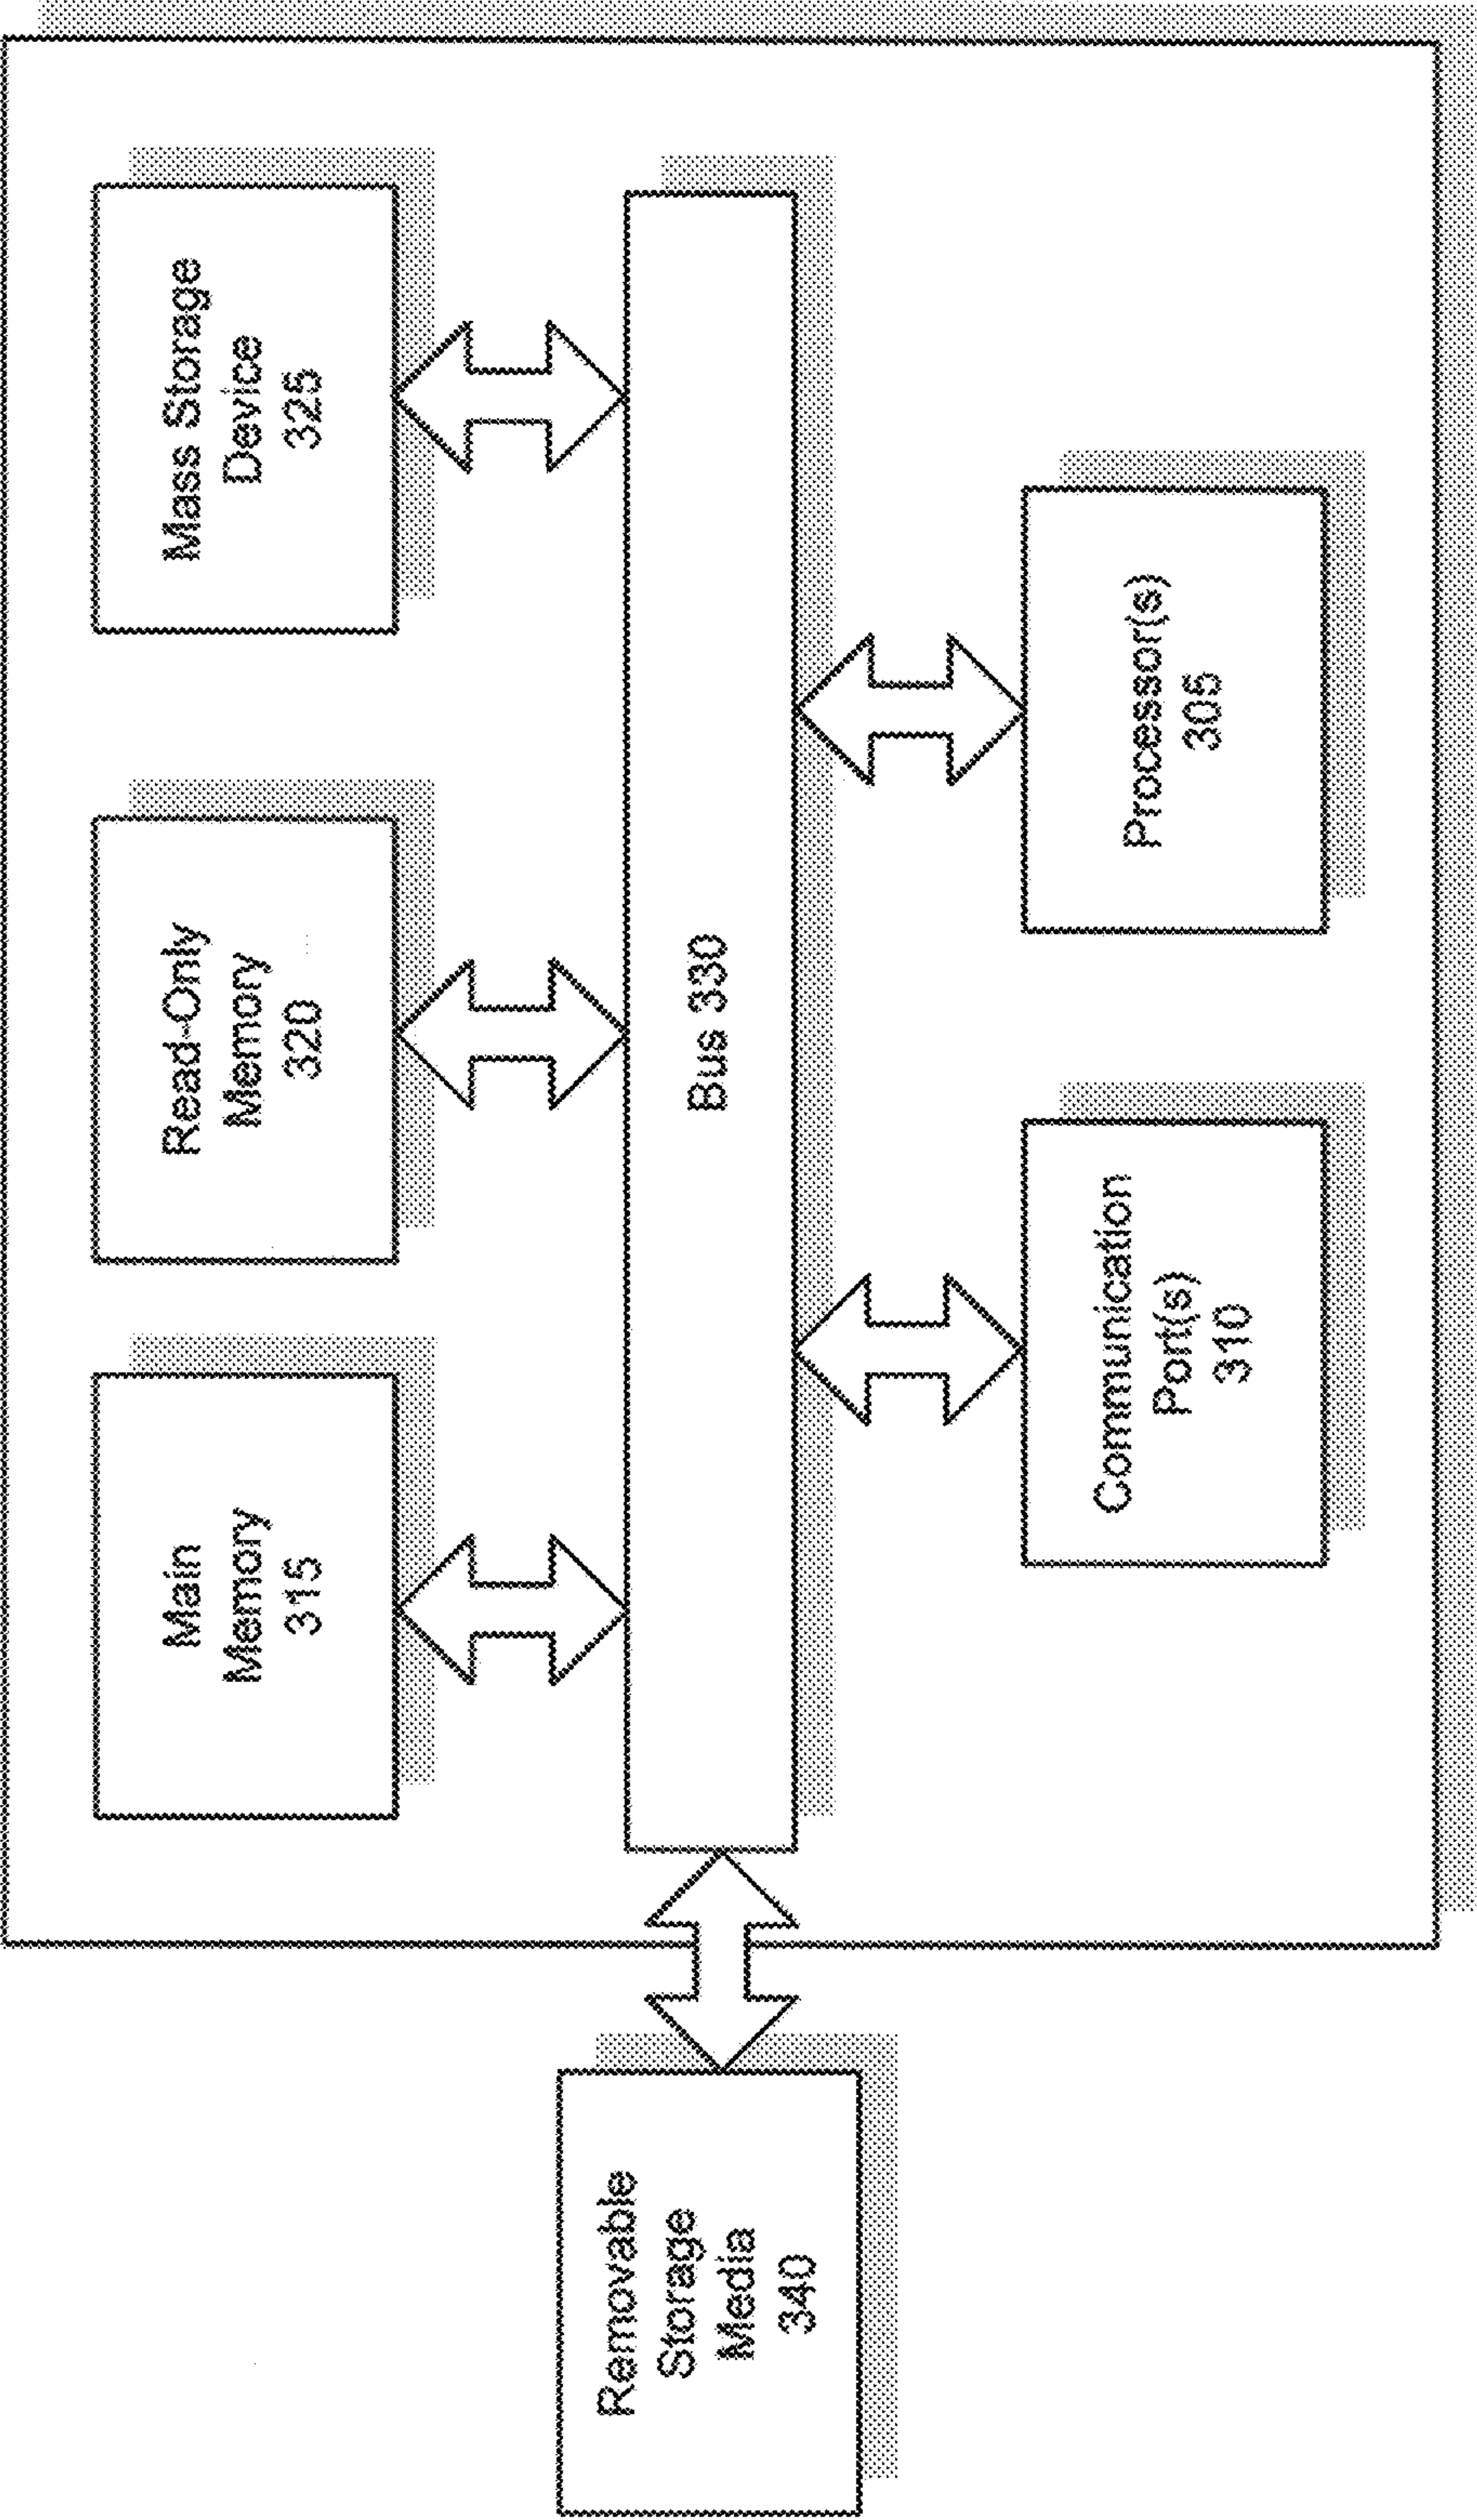 Main
Memory
315
Read-Only
Memory
320
Mass Storage
Device
325
Removable
Storage
Media
340
Bus 330
Communication
Port(s)
310
Processor(s)
305